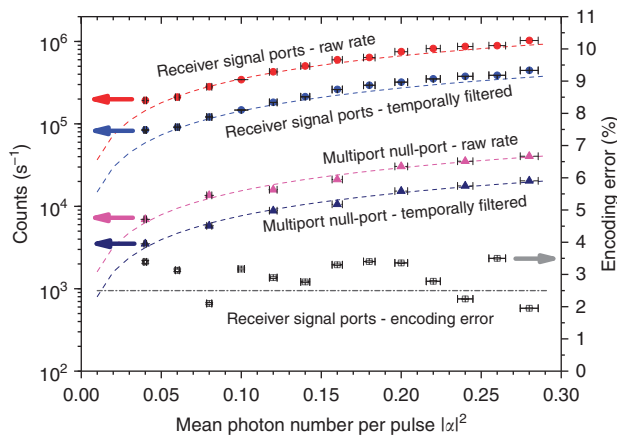 11
10
9
8
7
6
5
4
3
2
1
0
Encoding error (%)
10⁶
10⁵
10⁴
10³
10²
Counts (s⁻¹)
Receiver signal ports - raw rate
Receiver signal ports - temporally filtered
Multiport null-port - raw rate
Multiport null-port - temporally filtered
Receiver signal ports - encoding error
0.00 0.05 0.10 0.15 0.20 0.25 0.30
Mean photon number per pulse |α|²